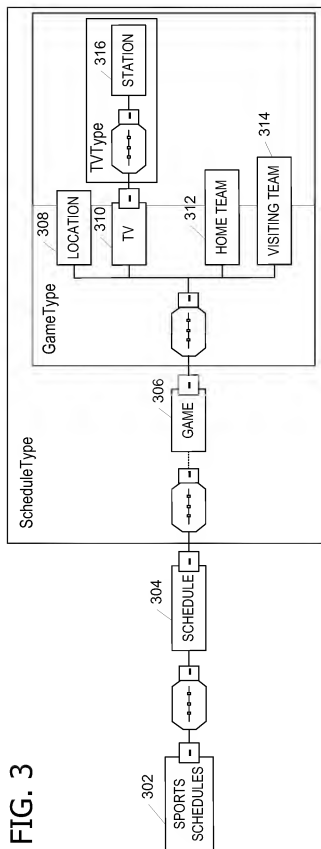 FIG. 3
302
SPORTS
SCHEDULES
304
SCHEDULE
ScheduleType
306
GAME
GameType
308
LOCATION
310
TV
TVType
316
STATION
312
HOME TEAM
314
VISITING TEAM